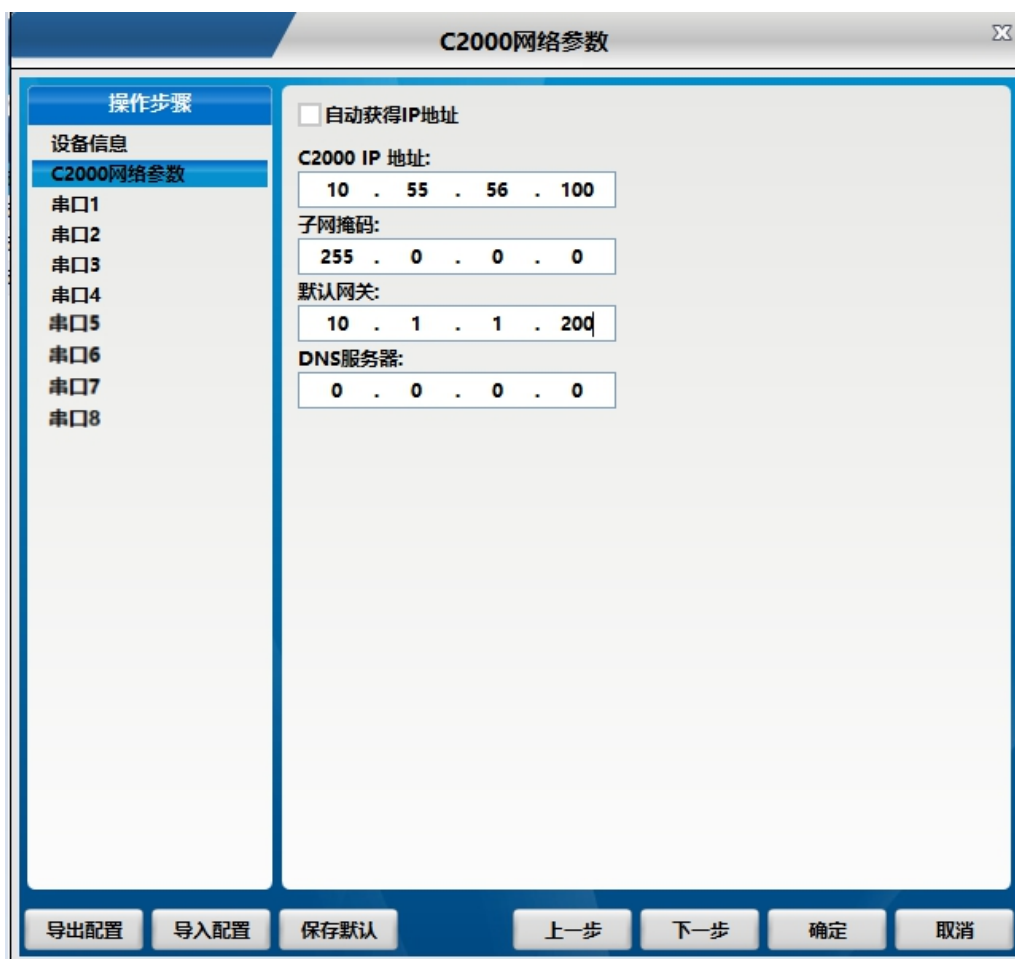 C2000网络参数
操作步骤
设备信息
C2000网络参数
串口1
串口2
串口3
串口4
串口5
串口6
串口7
串口8
自动获得IP地址
C2000 IP 地址:
10 . 55 . 56 . 100
子网掩码:
255 . 0 . 0 . 0
默认网关:
10 . 1 . 1 . 200
DNS服务器:
0 . 0 . 0 . 0
导出配置 导入配置 保存默认 上一步 下一步 确定 取消